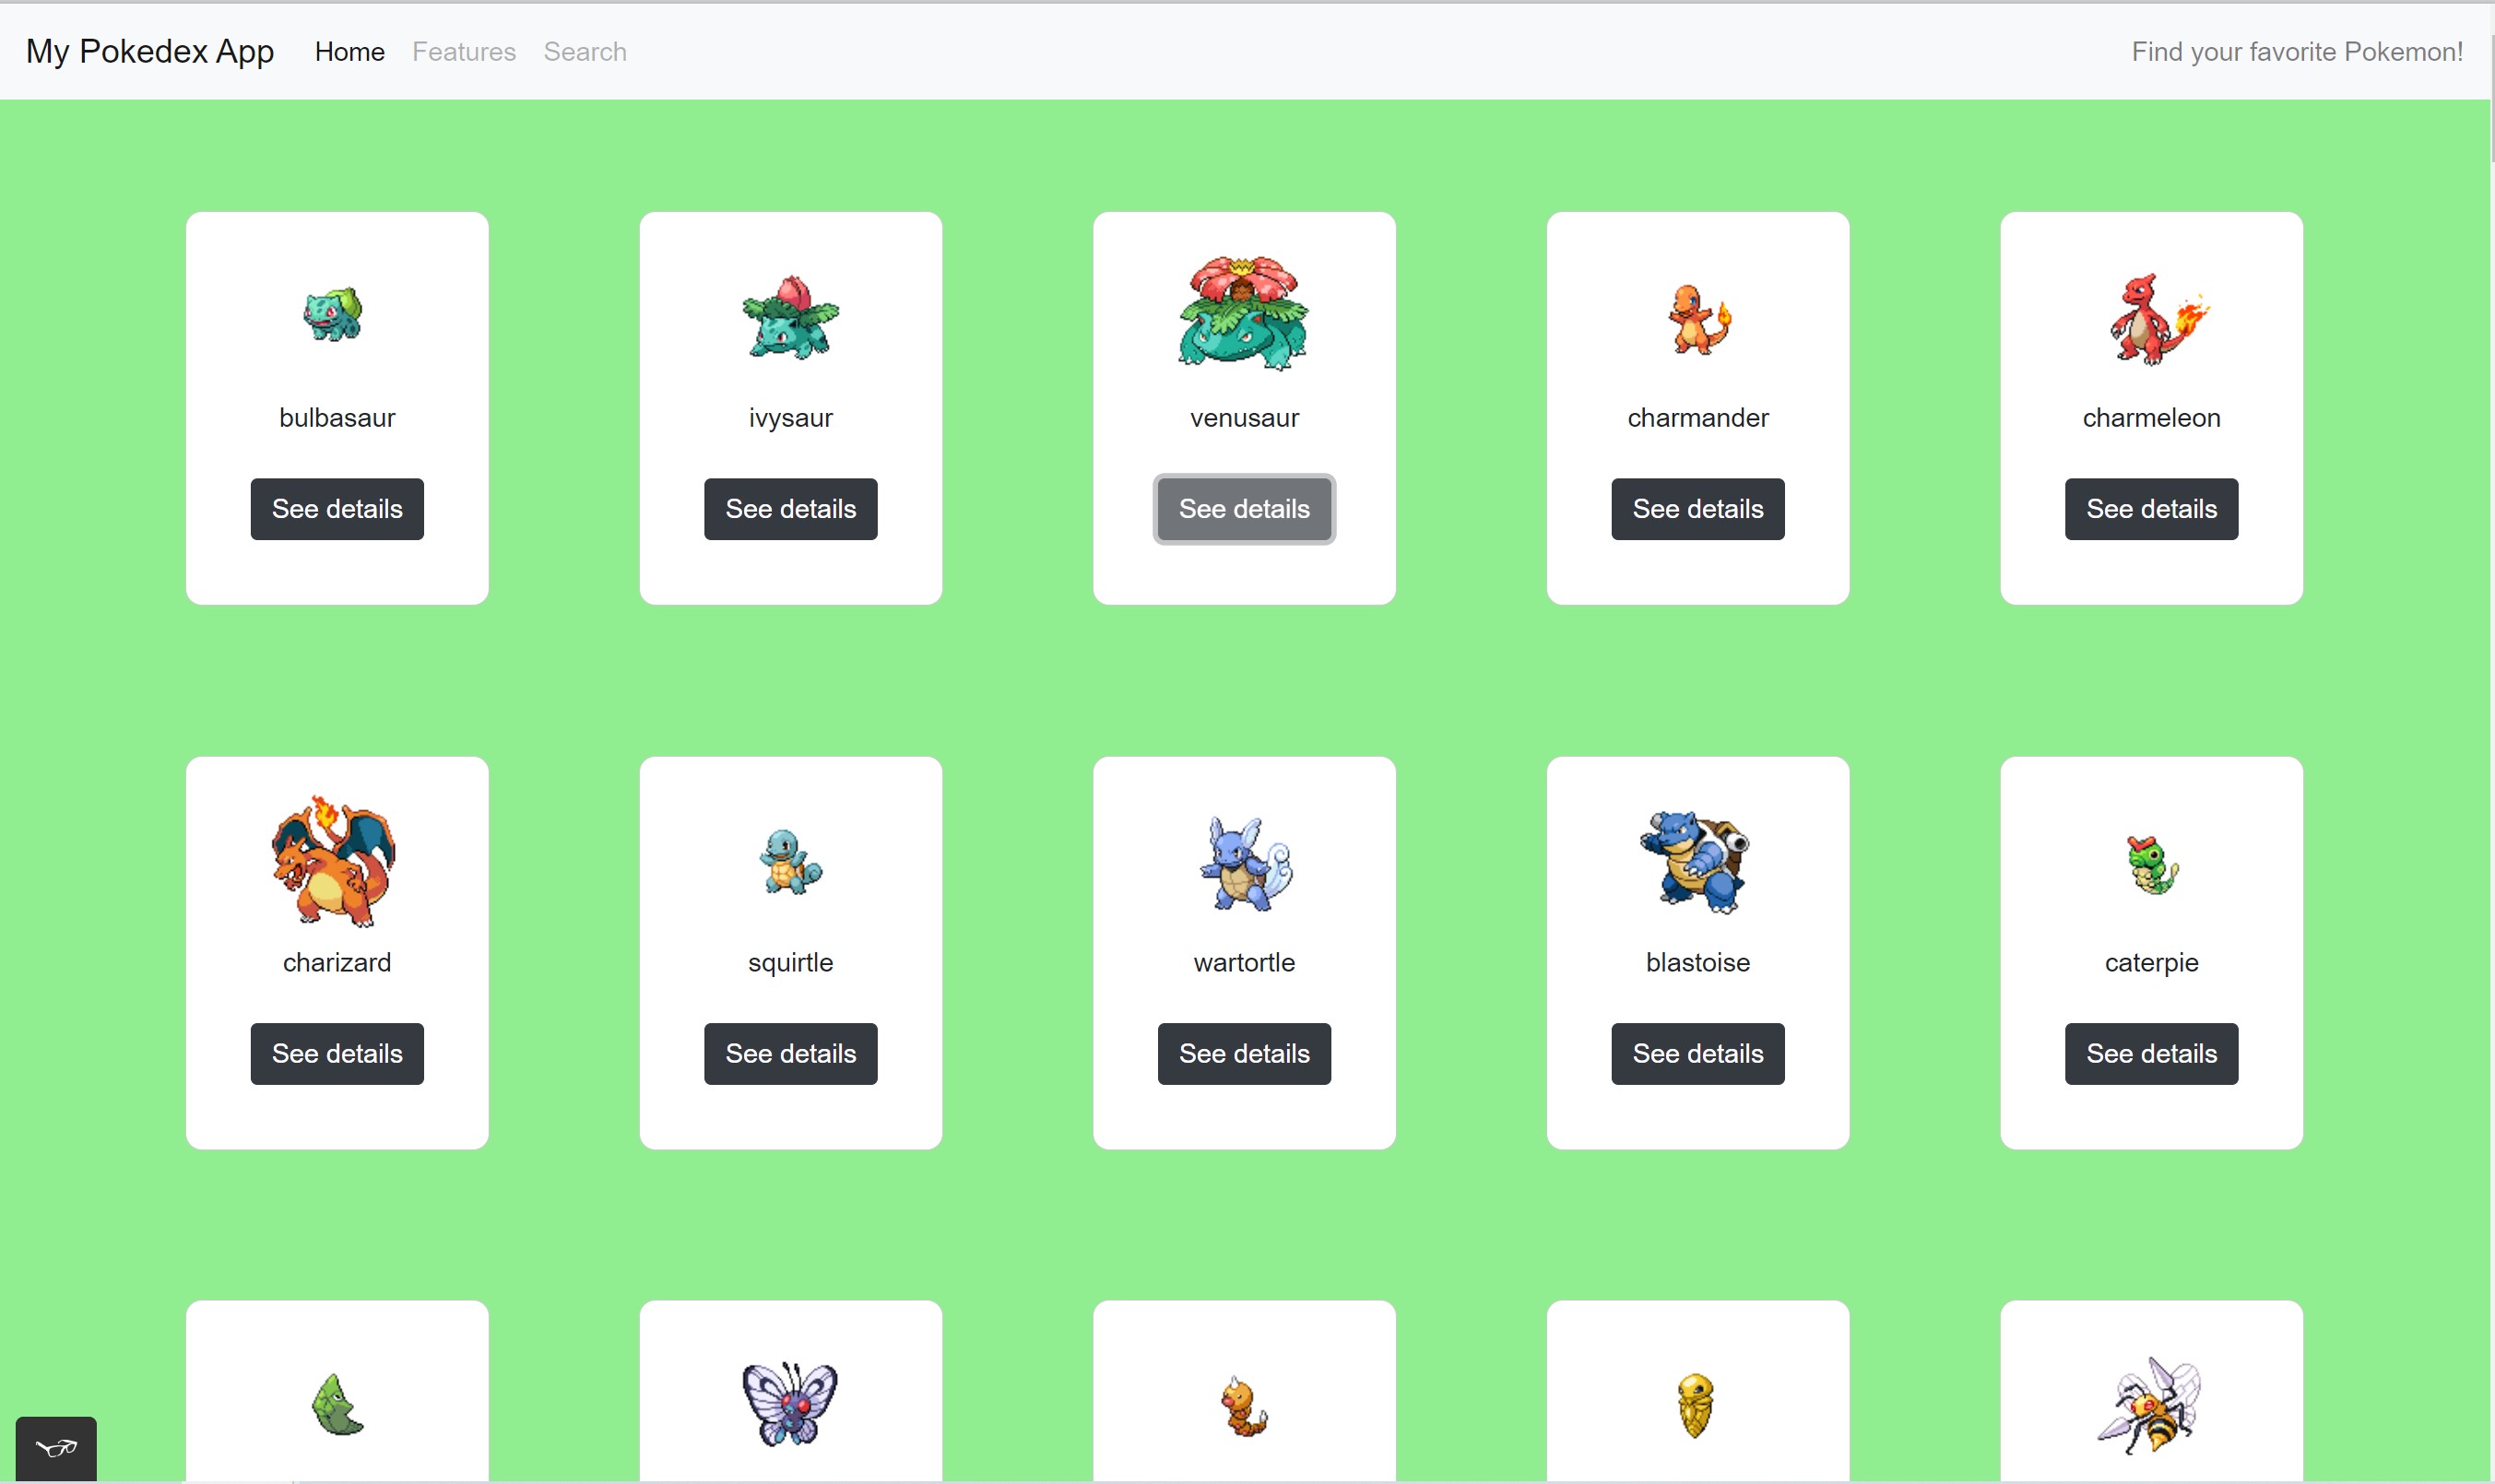 My Pokedex App Home Features Search Find your favorite Pokemon!
bulbasaur ivysaur venusaur charmander charmeleon
See details See details See details See details See details
charizard squirtle wartortle blastoise caterpie
See details See details See details See details See details